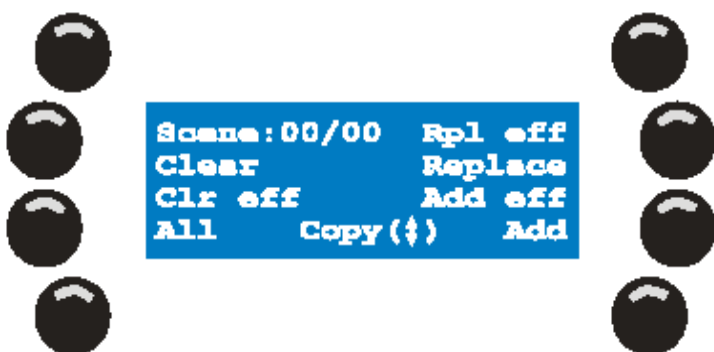 Scene:00/00 Rpl eff
Clear Replace
Clr eff Add eff
All Copy(↕) Add